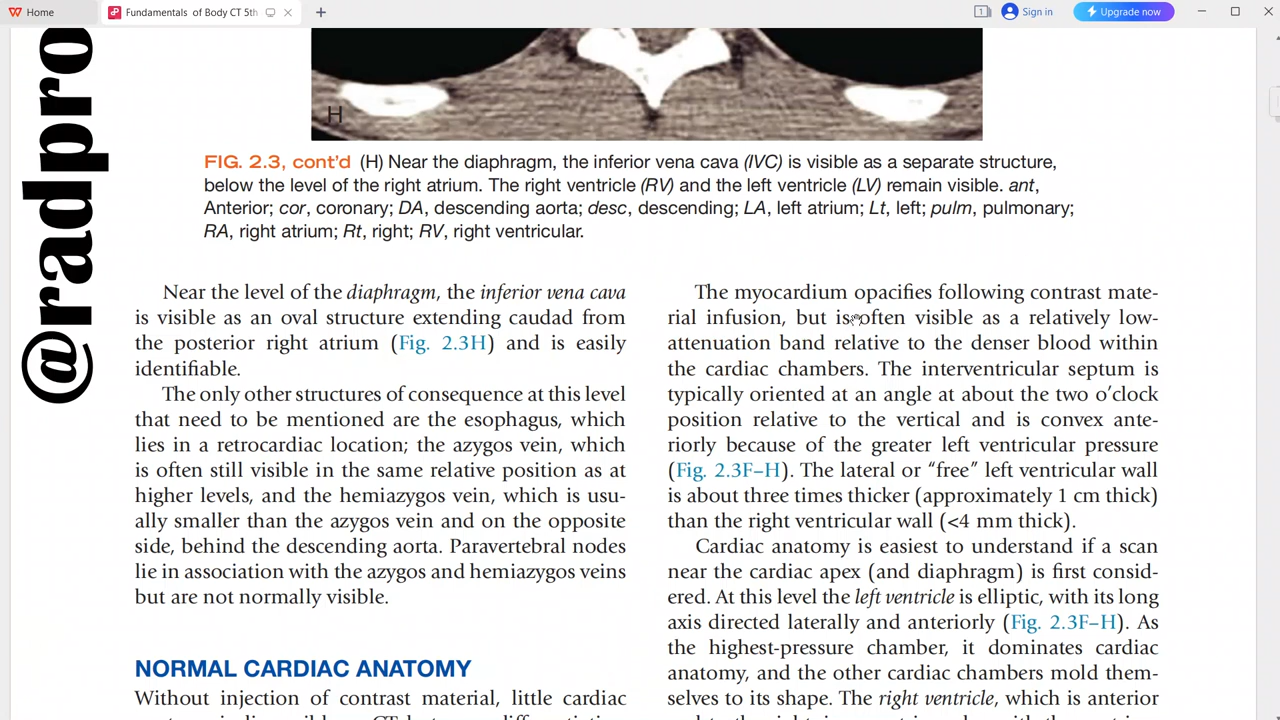 Home
Fundamentals of Body CT 5th
1
Sign in
Upgrade now
@radpro
H
FIG. 2.3, cont'd (H) Near the diaphragm, the inferior vena cava (IVC) is visible as a separate structure,
below the level of the right atrium. The right ventricle (RV) and the left ventricle (LV) remain visible. ant,
Anterior; cor, coronary; DA, descending aorta; desc, descending; LA, left atrium; Lt, left; pulm, pulmonary;
RA, right atrium; Rt, right; RV, right ventricular.
Near the level of the diaphragm, the inferior vena cava
is visible as an oval structure extending caudad from
the posterior right atrium (Fig. 2.3H) and is easily
identifiable.
The only other structures of consequence at this level
that need to be mentioned are the esophagus, which
lies in a retrocardiac location; the azygos vein, which
is often still visible in the same relative position as at
higher levels, and the hemiazygos vein, which is usu-
ally smaller than the azygos vein and on the opposite
side, behind the descending aorta. Paravertebral nodes
lie in association with the azygos and hemiazygos veins
but are not normally visible.
NORMAL CARDIAC ANATOMY
Without injection of contrast material, little cardiac
The myocardium opacifies following contrast mate-
rial infusion, but is often visible as a relatively low-
attenuation band relative to the denser blood within
the cardiac chambers. The interventricular septum is
typically oriented at an angle at about the two o'clock
position relative to the vertical and is convex ante-
riorly because of the greater left ventricular pressure
(Fig. 2.3F–H). The lateral or “free” left ventricular wall
is about three times thicker (approximately 1 cm thick)
than the right ventricular wall (<4 mm thick).
Cardiac anatomy is easiest to understand if a scan
near the cardiac apex (and diaphragm) is first consid-
ered. At this level the left ventricle is elliptic, with its long
axis directed laterally and anteriorly (Fig. 2.3F–H). As
the highest-pressure chamber, it dominates cardiac
anatomy, and the other cardiac chambers mold them-
selves to its shape. The right ventricle, which is anterior